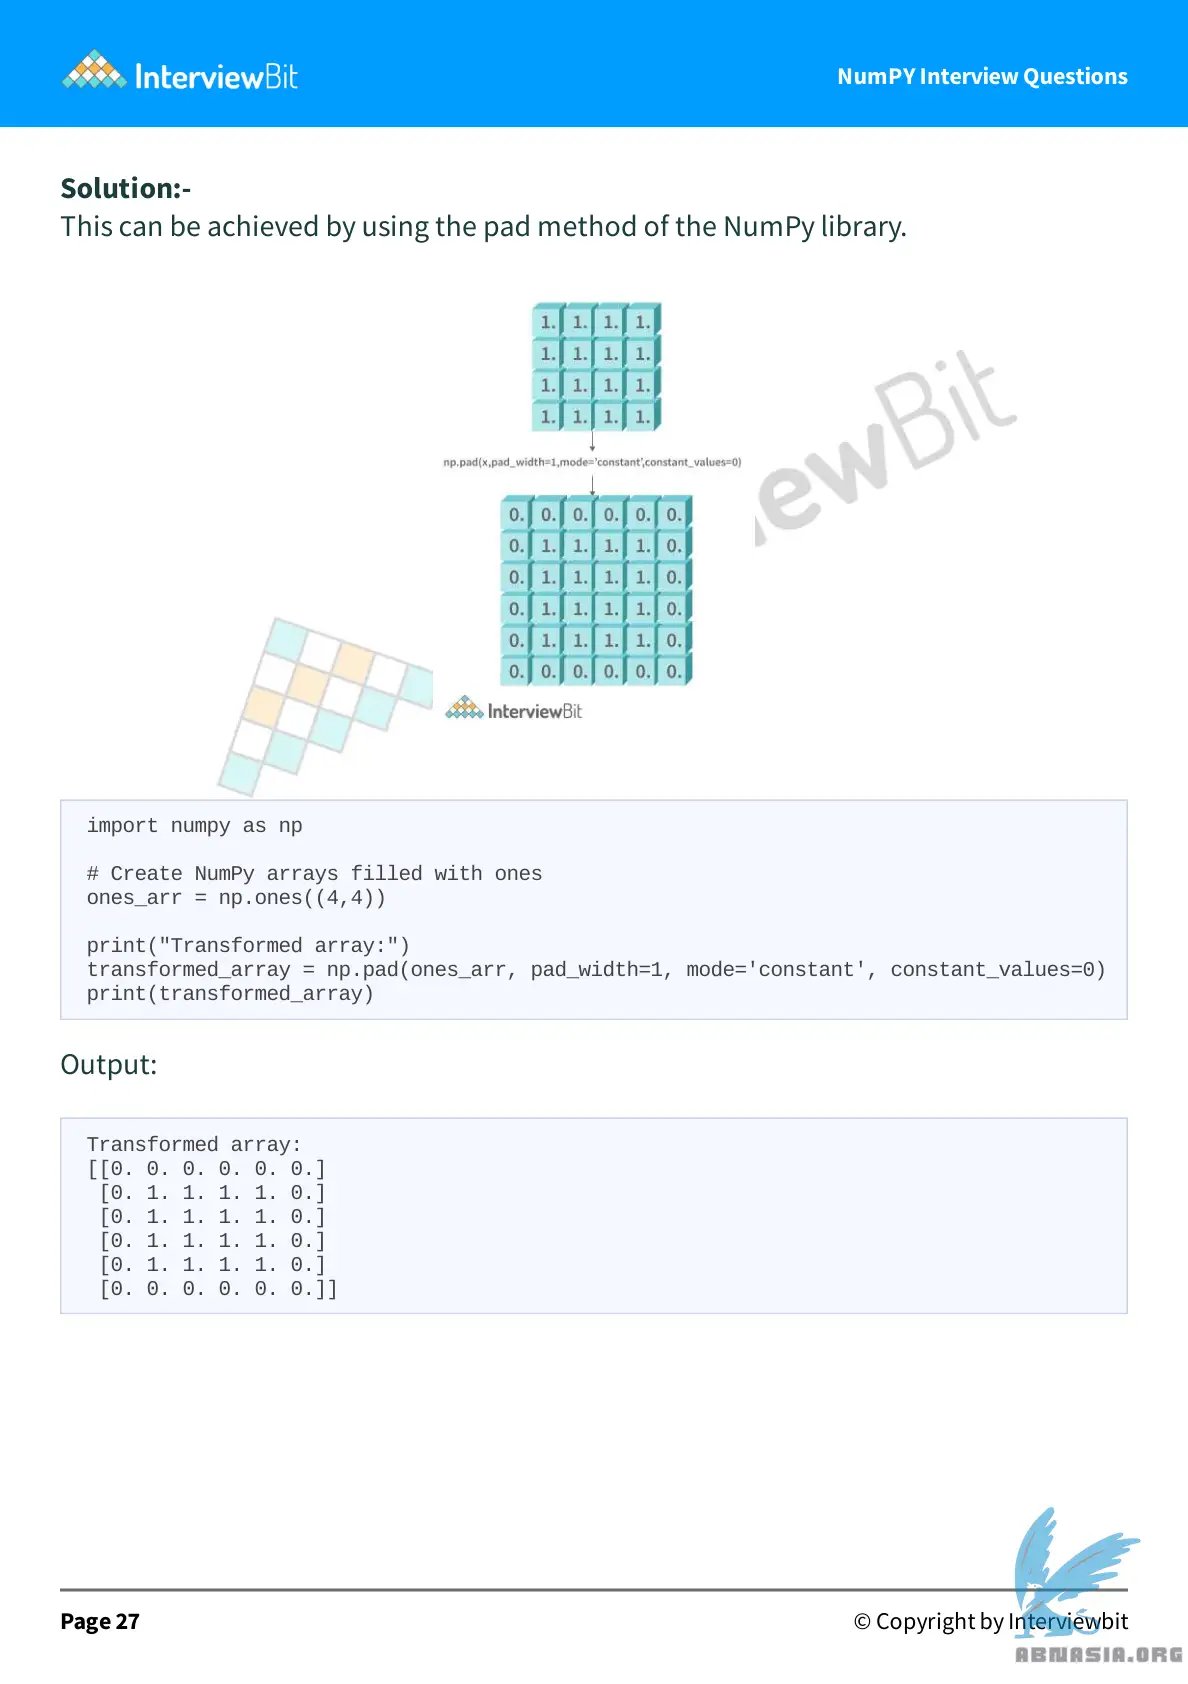 InterviewBit
NumPY Interview Questions
Solution:-
This can be achieved by using the pad method of the NumPy library.
1. 1. 1. 1.
1. 1. 1. 1.
1. 1. 1. 1.
1. 1. 1. 1.
np.pad(x,pad_width=1,mode='constant',constant_values=0)
0. 0. 0. 0. 0. 0.
0. 1. 1. 1. 1. 0.
0. 1. 1. 1. 1. 0.
0. 1. 1. 1. 1. 0.
0. 1. 1. 1. 1. 0.
0. 0. 0. 0. 0. 0.
InterviewBit
ewBit
import numpy as np
# Create NumPy arrays filled with ones
ones_arr = np.ones((4,4))
print("Transformed array:")
transformed_array = np.pad(ones_arr, pad_width=1, mode='constant', constant_values=0)
print(transformed_array)
Output:
Transformed array:
[[0. 0. 0. 0. 0. 0.]
[0. 1. 1. 1. 1. 0.]
[0. 1. 1. 1. 1. 0.]
[0. 1. 1. 1. 1. 0.]
[0. 1. 1. 1. 1. 0.]
[0. 0. 0. 0. 0. 0.]]
Page 27
© Copyright by Interviewbit
ABMASIA.ORG